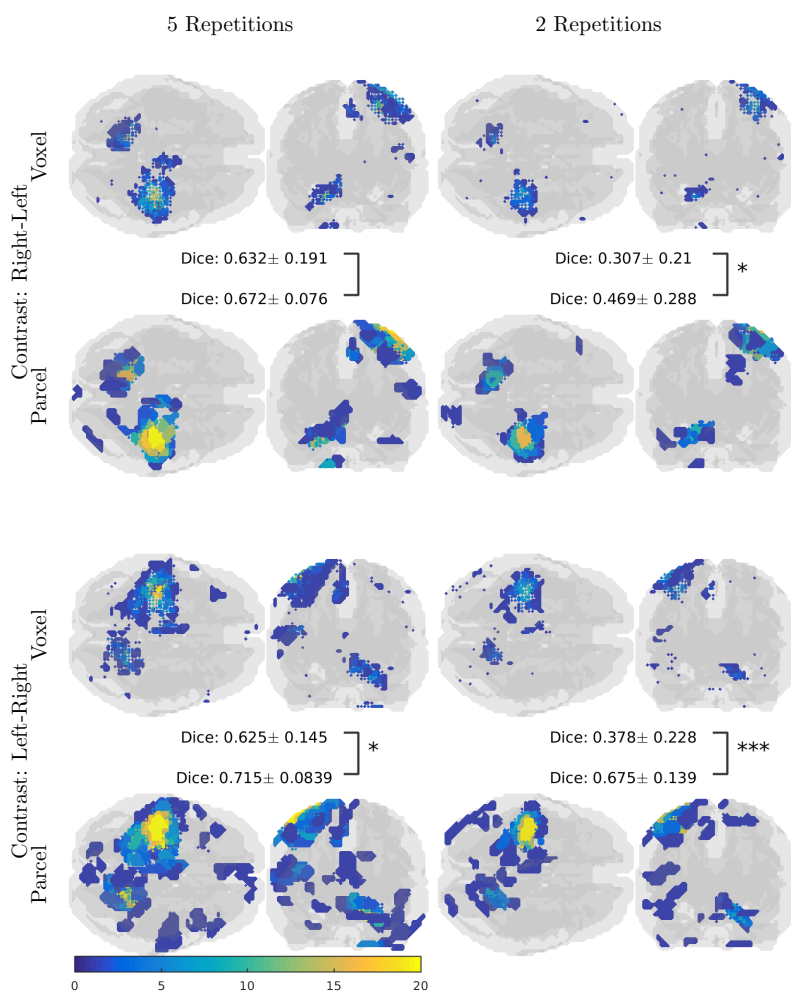 5 Repetitions
2 Repetitions
Contrast: Right-Left
Voxel
Dice: 0.632± 0.191
Dice: 0.307± 0.21
*
Dice: 0.672± 0.076
Dice: 0.469± 0.288
Parcel
Contrast: Left-Right
Voxel
Dice: 0.625± 0.145
Dice: 0.378± 0.228
*
***
Dice: 0.715± 0.0839
Dice: 0.675± 0.139
Parcel
0 5 10 15 20